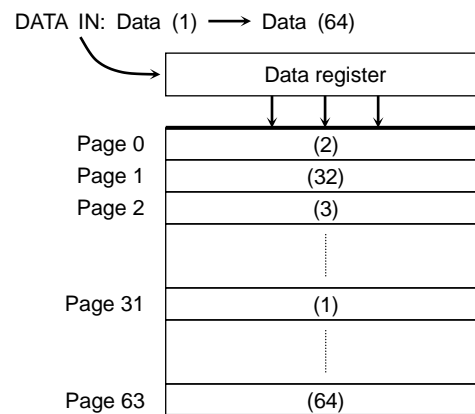 DATA IN: Data (1) Data (64)
Data register
Page 0 (2)
Page 1 (32)
Page 2 (3)
Page 31 (1)
Page 63 (64)